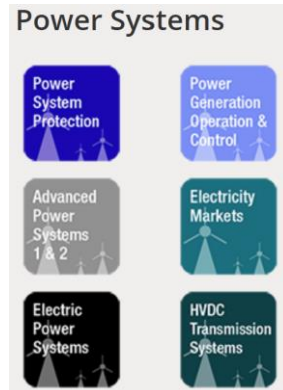 Power Systems
Power
System
Protection
Power
Generation
Operation &
Control
Advanced
Power
Systems
1 & 2
Electricity
Markets
Electric
Power
Systems
HVDC
Transmission
Systems